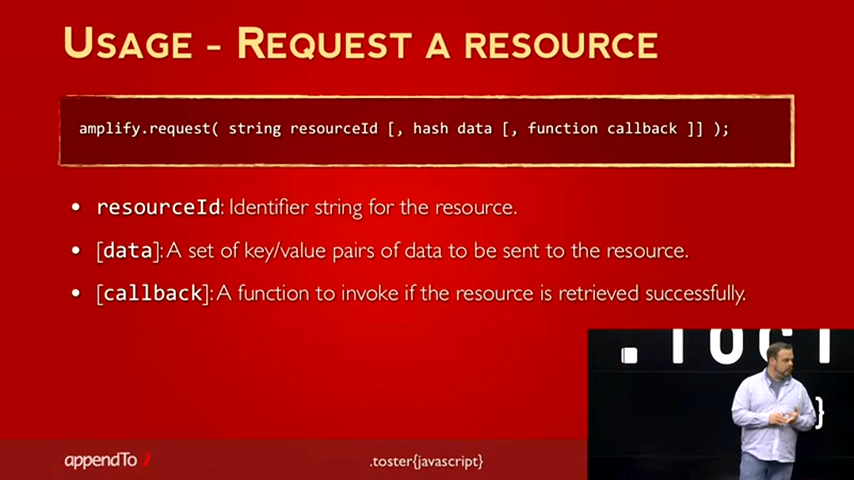 USAGE - REQUEST A RESOURCE
amplify.request( string resourceId [, hash data [, function callback ]] );
• resourceId: Identifier string for the resource.
• [data]: A set of key/value pairs of data to be sent to the resource.
• [callback]: A function to invoke if the resource is retrieved successfully.
appendTo
.toster{javascript}